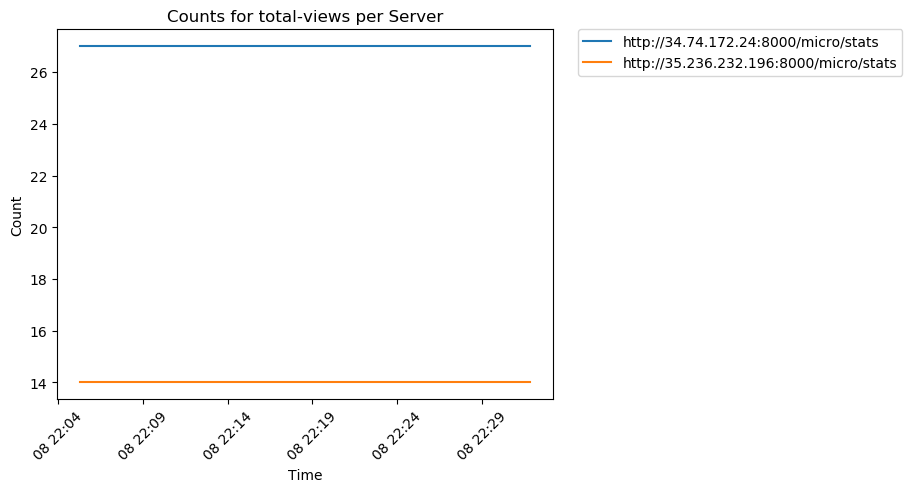 Counts for total-views per Server
http://34.74.172.24:8000/micro/stats
http://35.236.232.196:8000/micro/stats
Count
26
24
22
20
18
16
14
08 22:04
08 22:09
08 22:14
08 22:19
08 22:24
08 22:29
Time